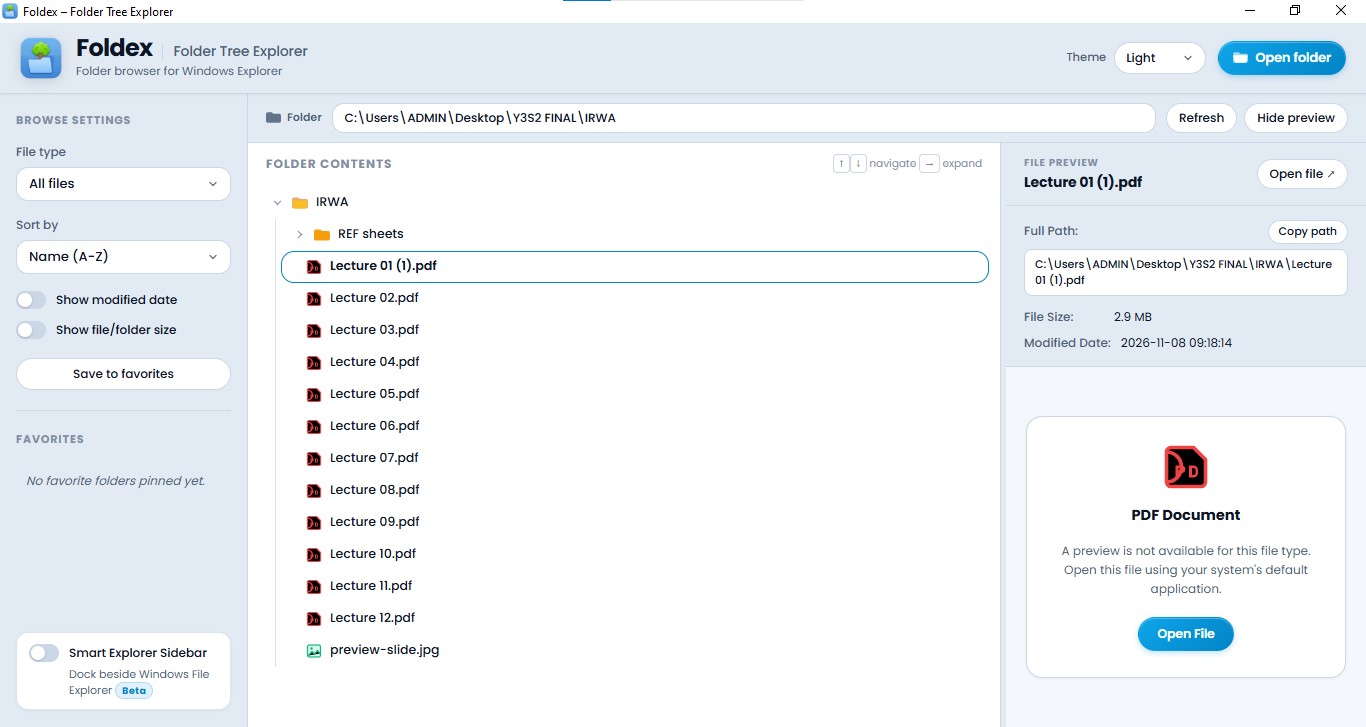 Foldex – Folder Tree Explorer
Foldex
Folder Tree Explorer
Folder browser for Windows Explorer
Theme
Light
Open folder
BROWSE SETTINGS
File type
All files
Sort by
Name (A-Z)
Show modified date
Show file/folder size
Save to favorites
FAVORITES
No favorite folders pinned yet.
Smart Explorer Sidebar
Dock beside Windows File
Explorer Beta
Folder
C:\Users\ADMIN\Desktop\Y3S2 FINAL\IRWA
Refresh
Hide preview
FOLDER CONTENTS
↑ ↓ navigate → expand
IRWA
REF sheets
Lecture 01 (1).pdf
Lecture 02.pdf
Lecture 03.pdf
Lecture 04.pdf
Lecture 05.pdf
Lecture 06.pdf
Lecture 07.pdf
Lecture 08.pdf
Lecture 09.pdf
Lecture 10.pdf
Lecture 11.pdf
Lecture 12.pdf
preview-slide.jpg
FILE PREVIEW
Lecture 01 (1).pdf
Open file ↗
Full Path:
Copy path
C:\Users\ADMIN\Desktop\Y3S2 FINAL\IRWA\Lecture
01 (1).pdf
File Size: 2.9 MB
Modified Date: 2026-11-08 09:18:14
PDF Document
A preview is not available for this file type.
Open this file using your system's default
application.
Open File